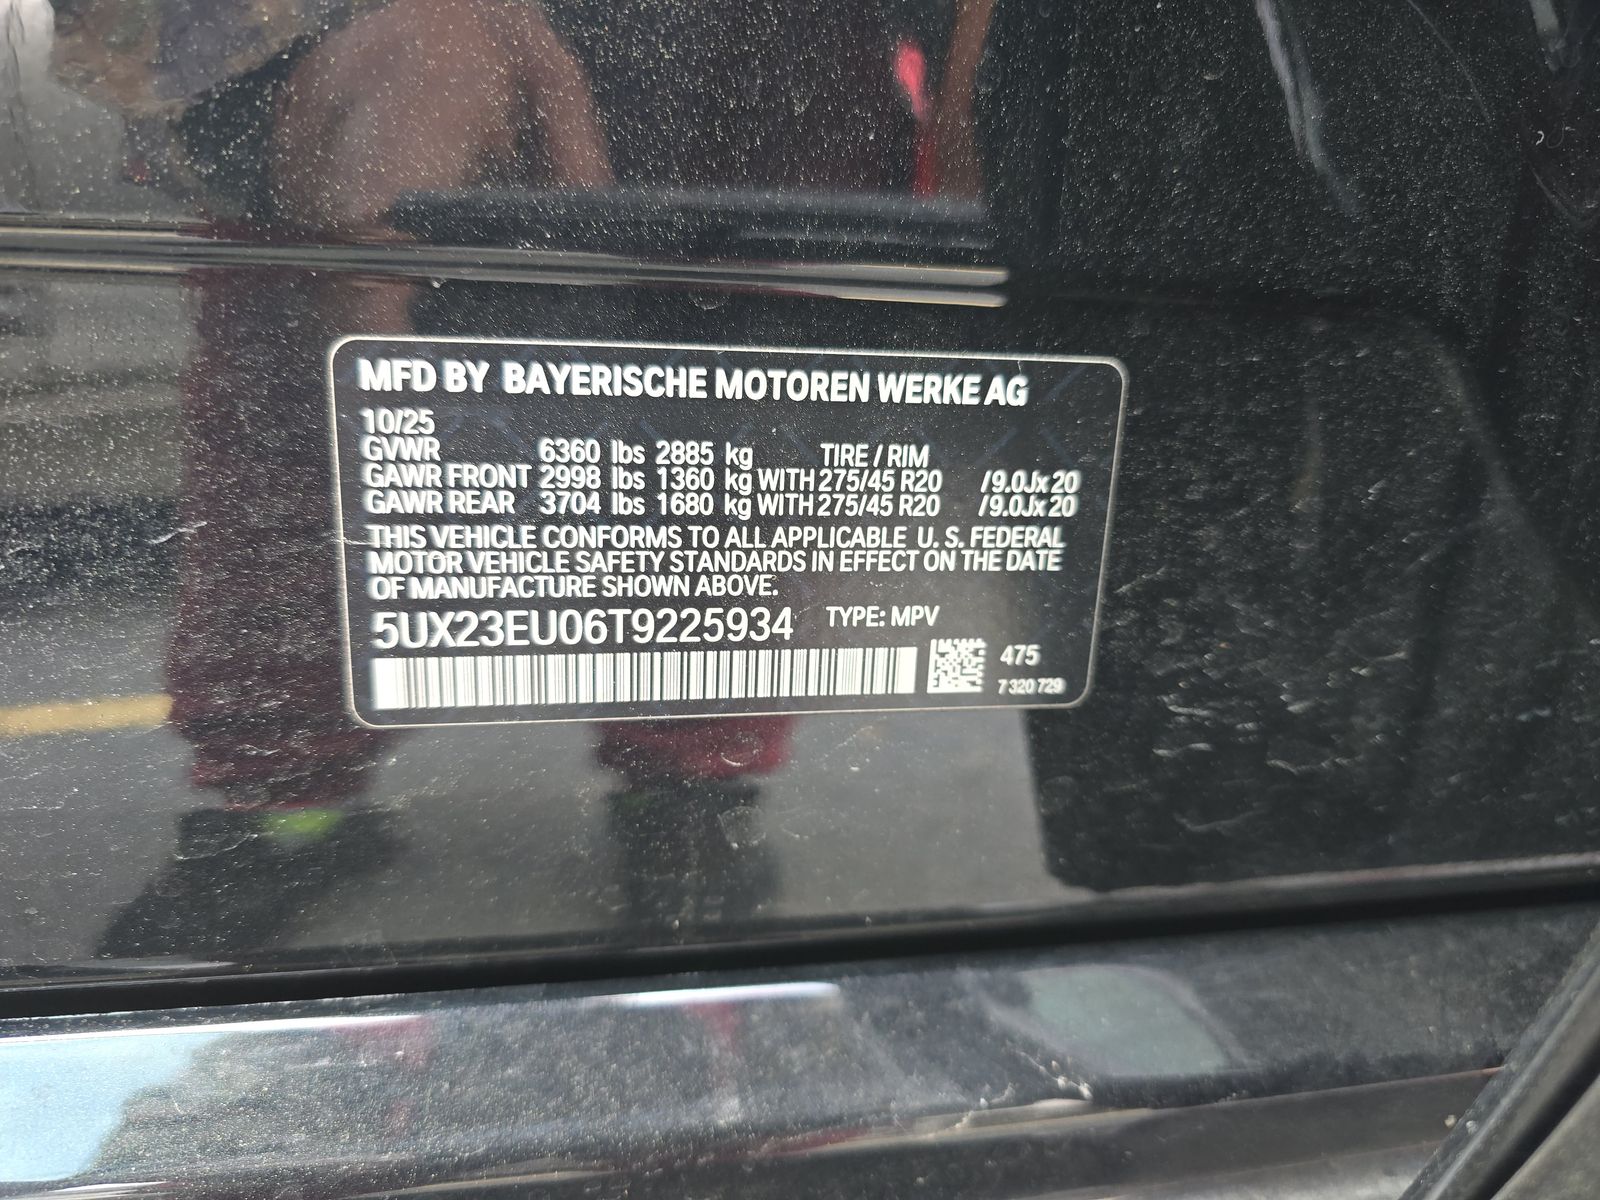 MFD BY BAYERISCHE MOTOREN WERKE AG
10/25
GVWR 6360 lbs 2885 kg TIRE / RIM
GAWR FRONT 2998 lbs 1360 kg WITH 275/45 R20 /9.0Jx20
GAWR REAR 3704 lbs 1680 kg WITH 275/45 R20 /9.0Jx20
THIS VEHICLE CONFORMS TO ALL APPLICABLE U.S. FEDERAL
MOTOR VEHICLE SAFETY STANDARDS IN EFFECT ON THE DATE
OF MANUFACTURE SHOWN ABOVE.
5UX23EU06T9225934 TYPE: MPV
475
7 320 729